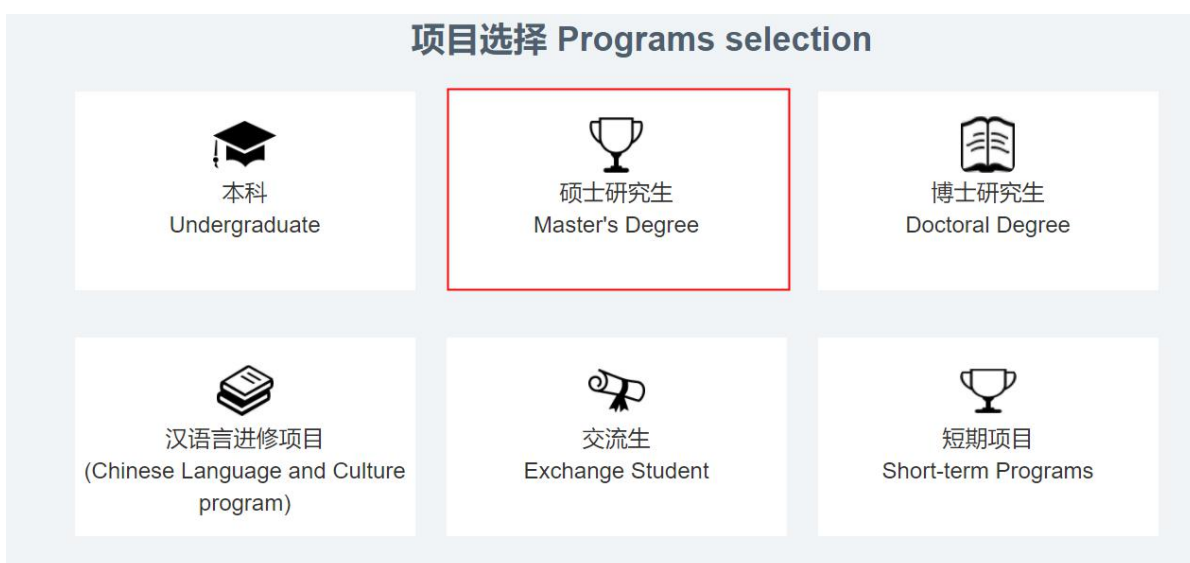 项目选择 Programs selection
本科
Undergraduate
硕士研究生
Master's Degree
博士研究生
Doctoral Degree
汉语言进修项目
(Chinese Language and Culture
program)
交流生
Exchange Student
短期项目
Short-term Programs